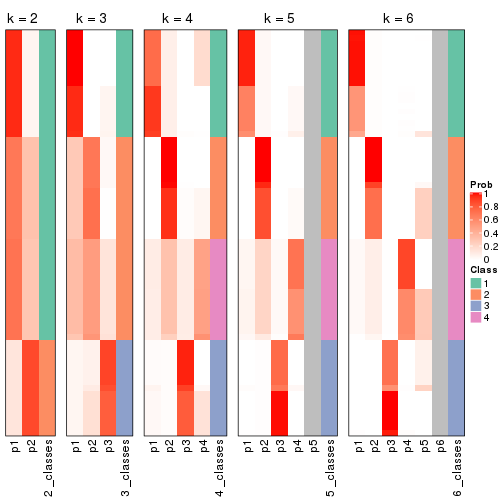 k = 2
k = 3
k = 4
k = 5
k = 6
Prob
1
0.8
0.6
0.4
0.2
0
Class
1
2
3
4
p1
p2
2_classes
p1
p2
p3
3_classes
p1
p2
p3
p4
4_classes
p1
p2
p3
p4
p5
5_classes
p1
p2
p3
p4
p5
p6
6_classes